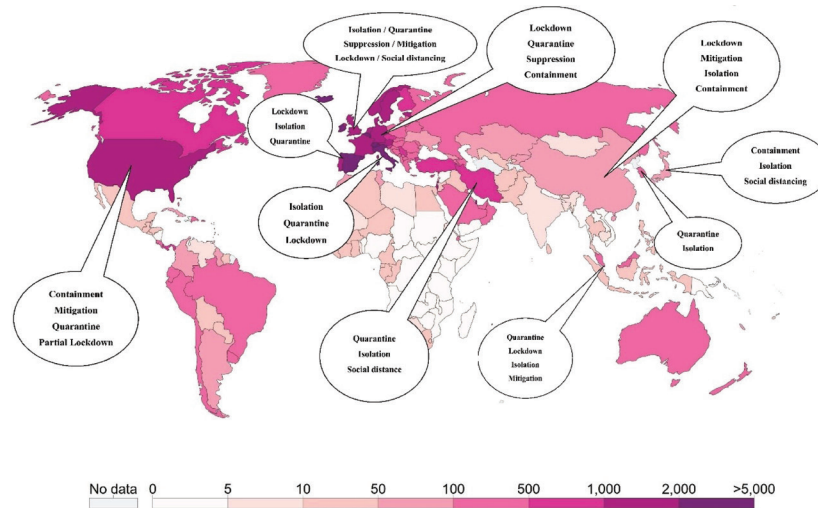 Isolation / Quarantine
Suppression / Mitigation
Lockdown / Social distancing
Lockdown
Quarantine
Suppression
Containment
Lockdown
Mitigation
Isolation
Containment
Lockdown
Isolation
Quarantine
Containment
Isolation
Social distancing
Isolation
Quarantine
Lockdown
Quarantine
Isolation
Containment
Mitigation
Quarantine
Partial Lockdown
Quarantine
Isolation
Social distance
Quarantine
Lockdown
Isolation
Mitigation
No data 0 5 10 50 100 500 1,000 2,000 >5,000